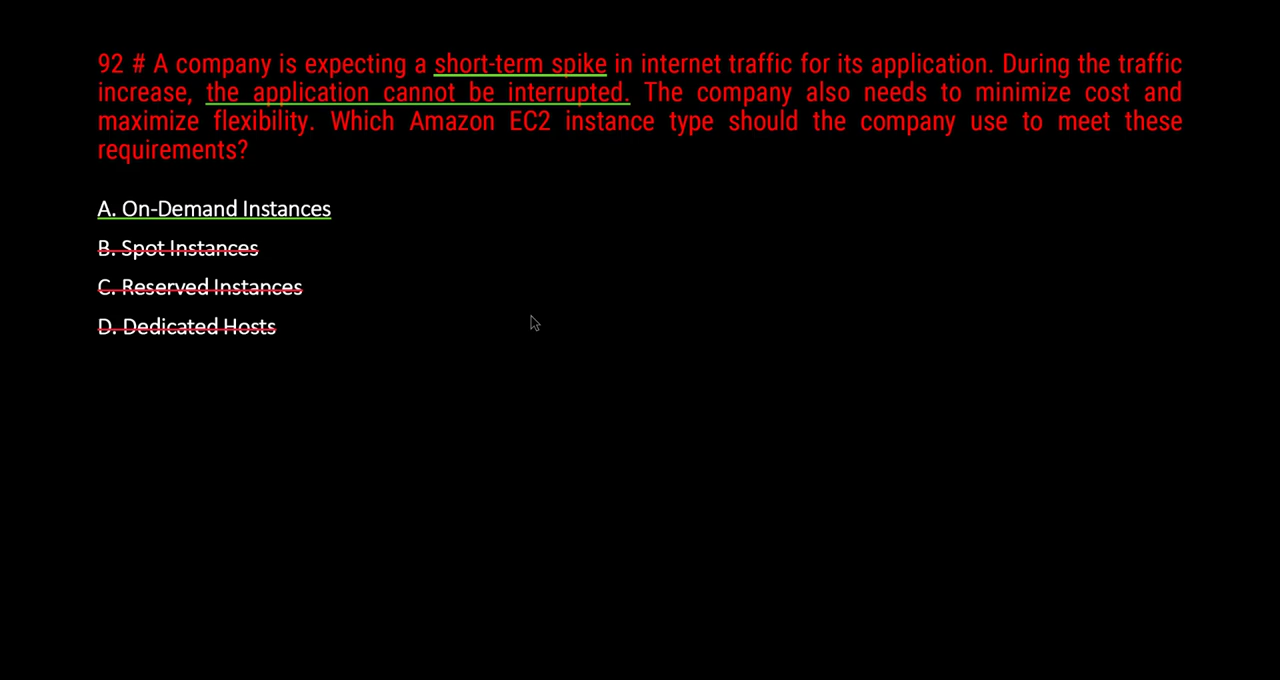 92 # A company is expecting a short-term spike in internet traffic for its application. During the traffic
increase, the application cannot be interrupted. The company also needs to minimize cost and
maximize flexibility. Which Amazon EC2 instance type should the company use to meet these
requirements?
A. On-Demand Instances
B. Spot Instances
C. Reserved Instances
D. Dedicated Hosts